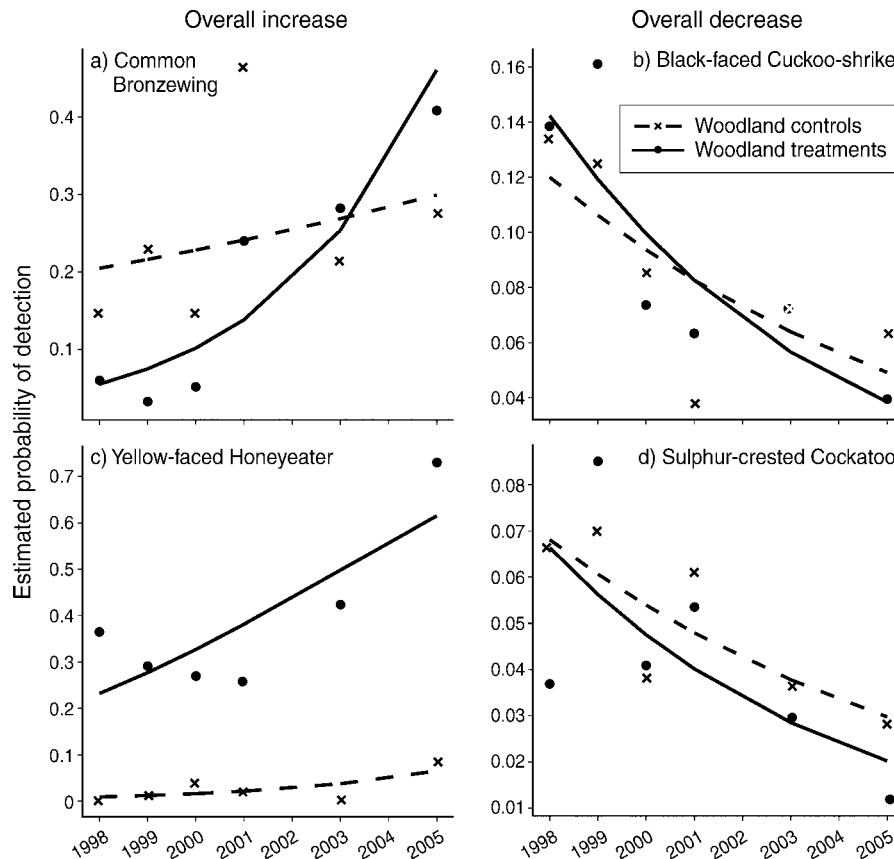 Overall increase
Overall decrease
Estimated probability of detection
a) Common
Bronzewing
0.4
0.3
0.2
0.1
b) Black-faced Cuckoo-shrike
Woodland controls
Woodland treatments
0.16
0.14
0.12
0.10
0.08
0.06
0.04
c) Yellow-faced Honeyeater
0.7
0.6
0.5
0.4
0.3
0.2
0.1
0
1998 1999 2000 2001 2002 2003 2004 2005
d) Sulphur-crested Cockatoo
0.08
0.07
0.06
0.05
0.04
0.03
0.02
0.01
1998 1999 2000 2001 2002 2003 2004 2005